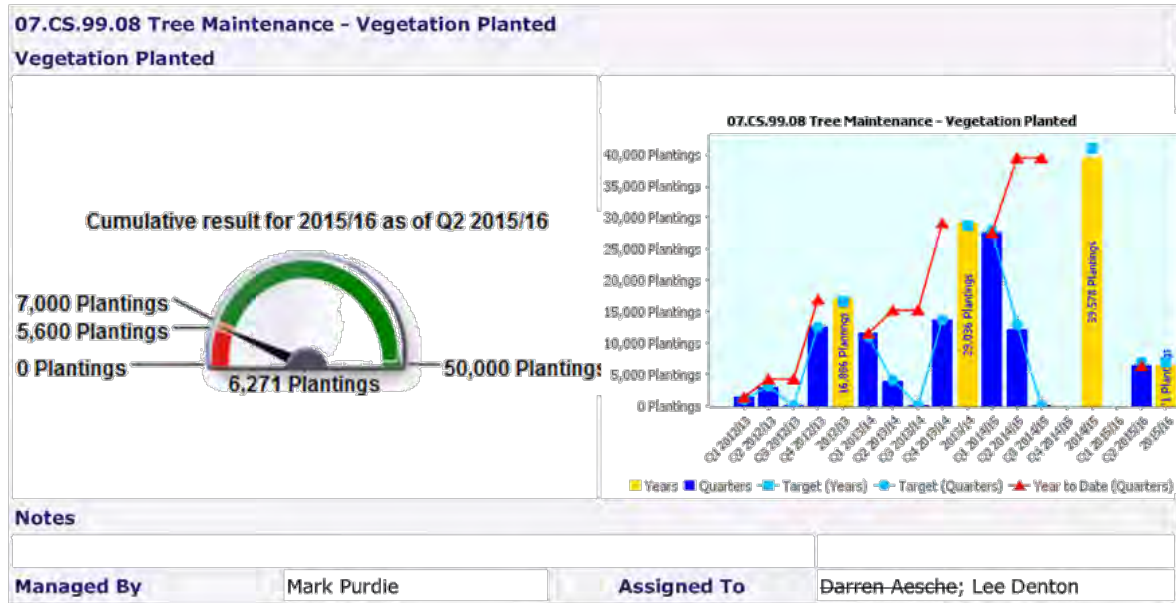 07.CS.99.08 Tree Maintenance - Vegetation Planted
Vegetation Planted
Cumulative result for 2015/16 as of Q2 2015/16
7,000 Plantings
5,600 Plantings
0 Plantings
50,000 Plantings
6,271 Plantings
07.CS.99.08 Tree Maintenance - Vegetation Planted
40,000 Plantings
35,000 Plantings
30,000 Plantings
25,000 Plantings
20,000 Plantings
15,000 Plantings
10,000 Plantings
5,000 Plantings
0 Plantings
16,886 Plantings
29,036 Plantings
39,578 Plantings
1 Plantings
Q1 2012/13
Q2 2012/13
Q3 2012/13
Q4 2012/13
2012/13
Q1 2013/14
Q2 2013/14
Q3 2013/14
Q4 2013/14
2013/14
Q1 2014/15
Q2 2014/15
Q3 2014/15
Q4 2014/15
2014/15
Q1 2015/16
Q2 2015/16
2015/16
Years Quarters Target (Years) Target (Quarters) Year to Date (Quarters)
Notes
Managed By Mark Purdie Assigned To Darren Aesche; Lee Denton